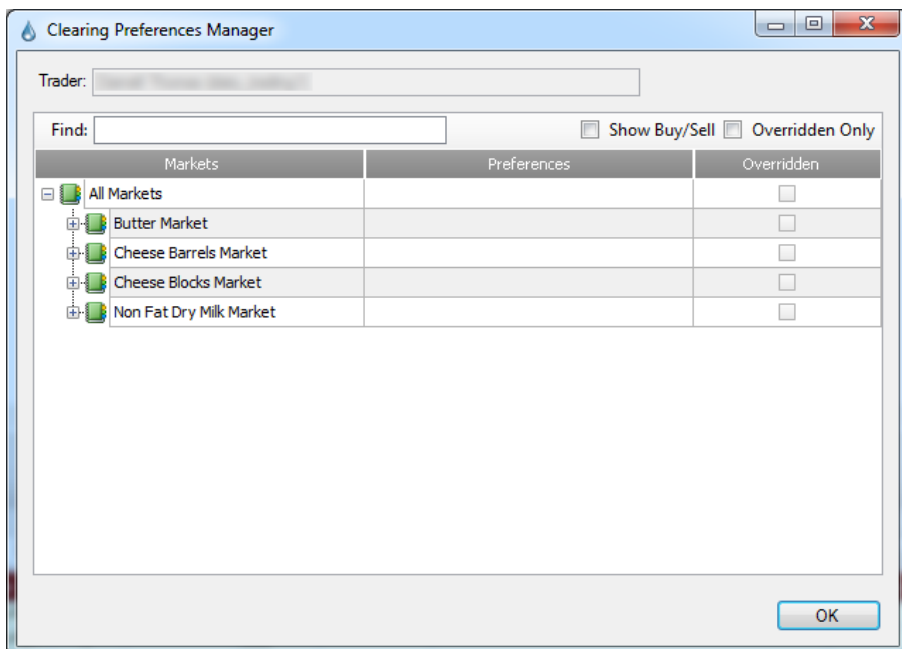 Clearing Preferences Manager
Trader:
Find: Show Buy/Sell Overridden Only
Markets Preferences Overridden
All Markets
Butter Market
Cheese Barrels Market
Cheese Blocks Market
Non Fat Dry Milk Market
OK